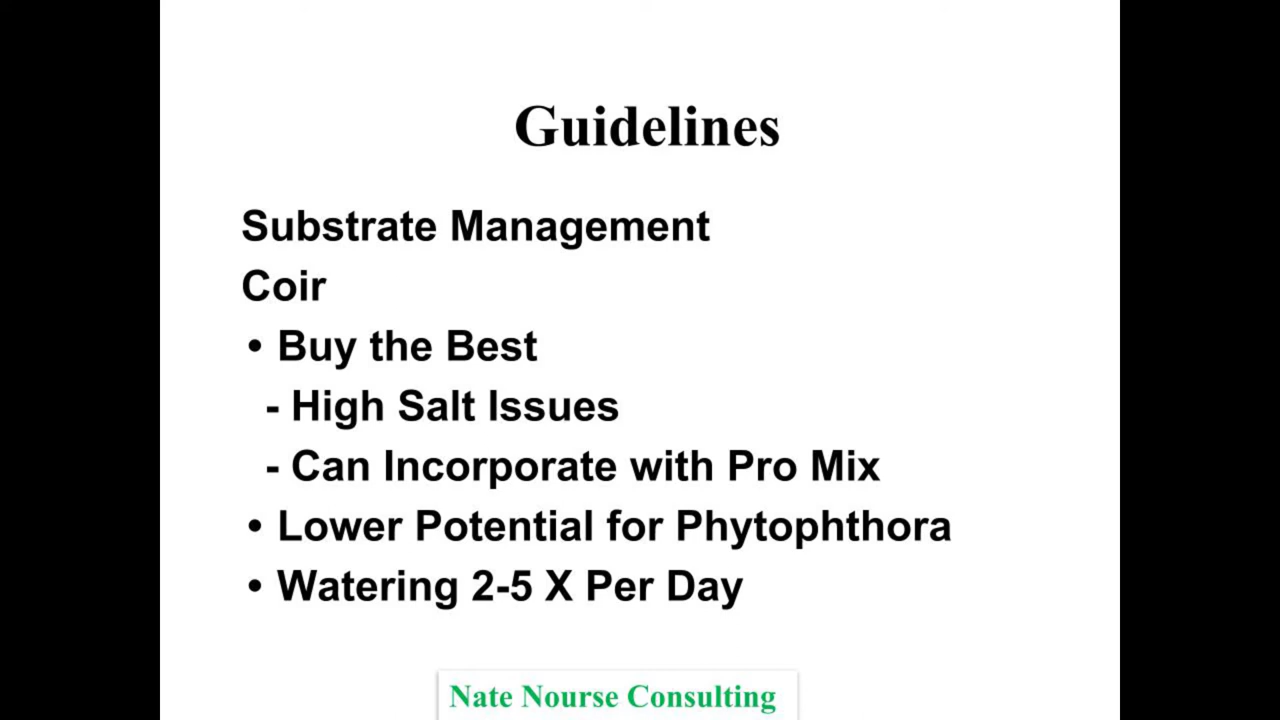 Guidelines
Substrate Management
Coir
• Buy the Best
- High Salt Issues
- Can Incorporate with Pro Mix
• Lower Potential for Phytophthora
• Watering 2-5 X Per Day
Nate Nourse Consulting